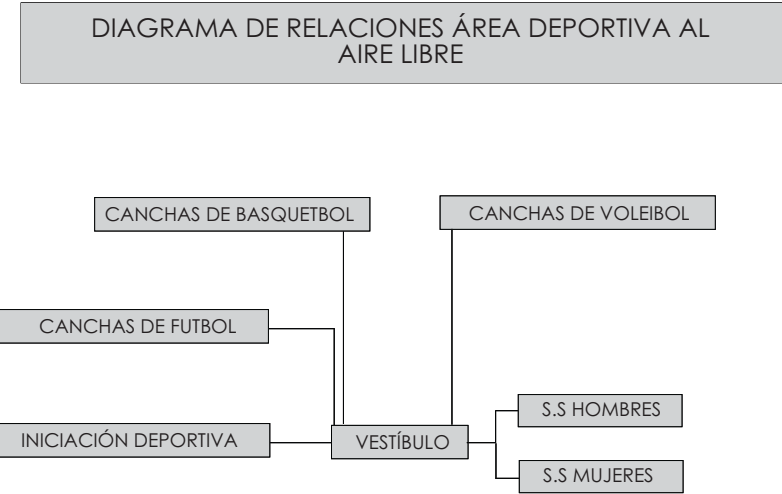 DIAGRAMA DE RELACIONES ÁREA DEPORTIVA AL
AIRE LIBRE
CANCHAS DE BASQUETBOL
CANCHAS DE VOLEIBOL
CANCHAS DE FUTBOL
S.S HOMBRES
INICIACIÓN DEPORTIVA
VESTÍBULO
S.S MUJERES